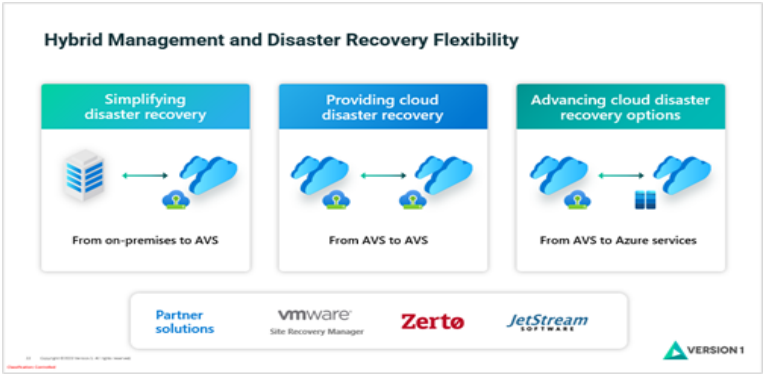 Hybrid Management and Disaster Recovery Flexibility
Simplifying
disaster recovery
From on-premises to AVS
Providing cloud
disaster recovery
From AVS to AVS
Advancing cloud disaster
recovery options
From AVS to Azure services
Partner
solutions
vmware
Site Recovery Manager
Zerto
JetStream
SOFTWARE
VERSION 1